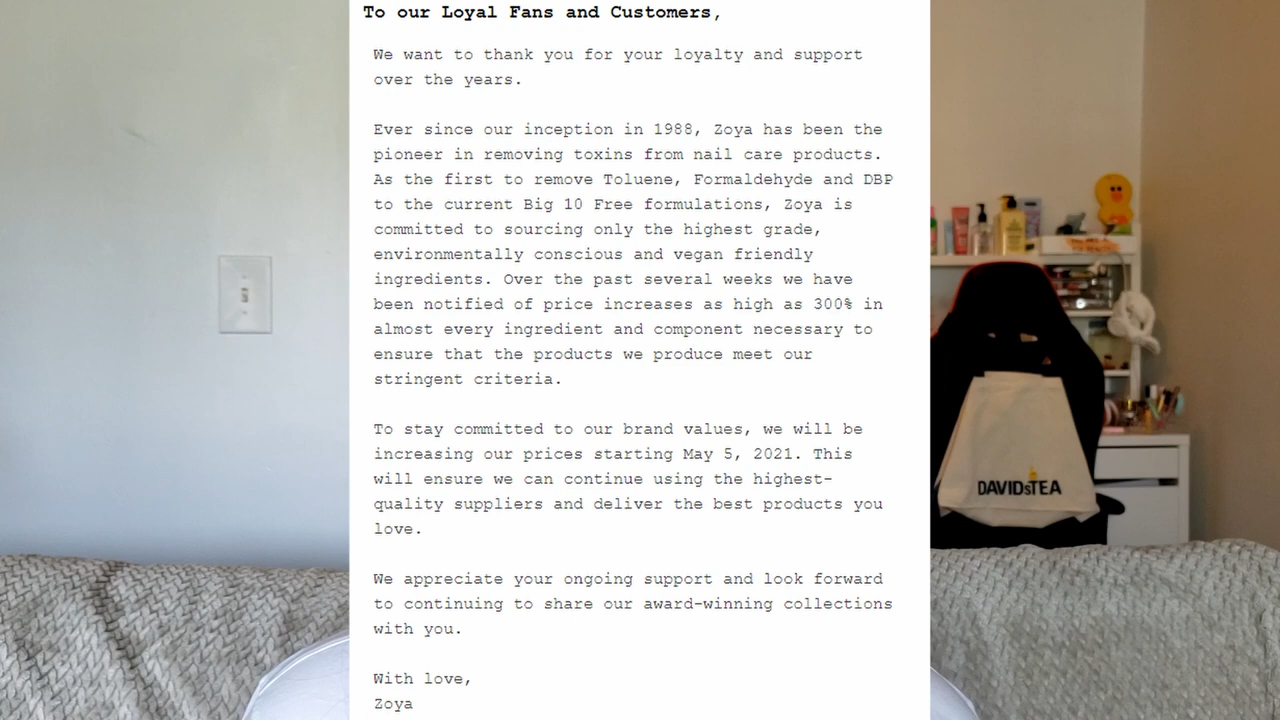 To our Loyal Fans and Customers,
We want to thank you for your loyalty and support
over the years.
Ever since our inception in 1988, Zoya has been the
pioneer in removing toxins from nail care products.
As the first to remove Toluene, Formaldehyde and DBP
to the current Big 10 Free formulations, Zoya is
committed to sourcing only the highest grade,
environmentally conscious and vegan friendly
ingredients. Over the past several weeks we have
been notified of price increases as high as 300% in
almost every ingredient and component necessary to
ensure that the products we produce meet our
stringent criteria.
To stay committed to our brand values, we will be
increasing our prices starting May 5, 2021. This
will ensure we can continue using the highest-
quality suppliers and deliver the best products you
love.
We appreciate your ongoing support and look forward
to continuing to share our award-winning collections
with you.
With love,
Zoya
DAVIDsTEA